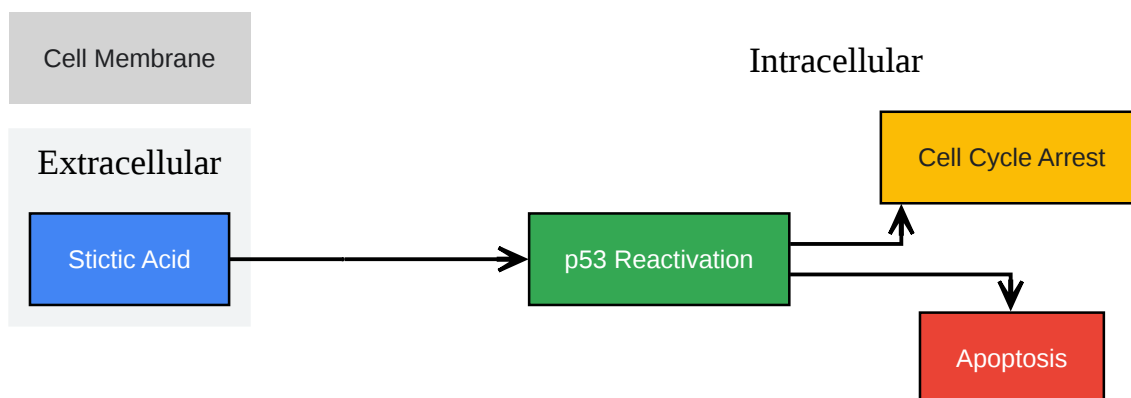 Cell Membrane
Intracellular
Extracellular
Cell Cycle Arrest
Stictic Acid
p53 Reactivation
Apoptosis